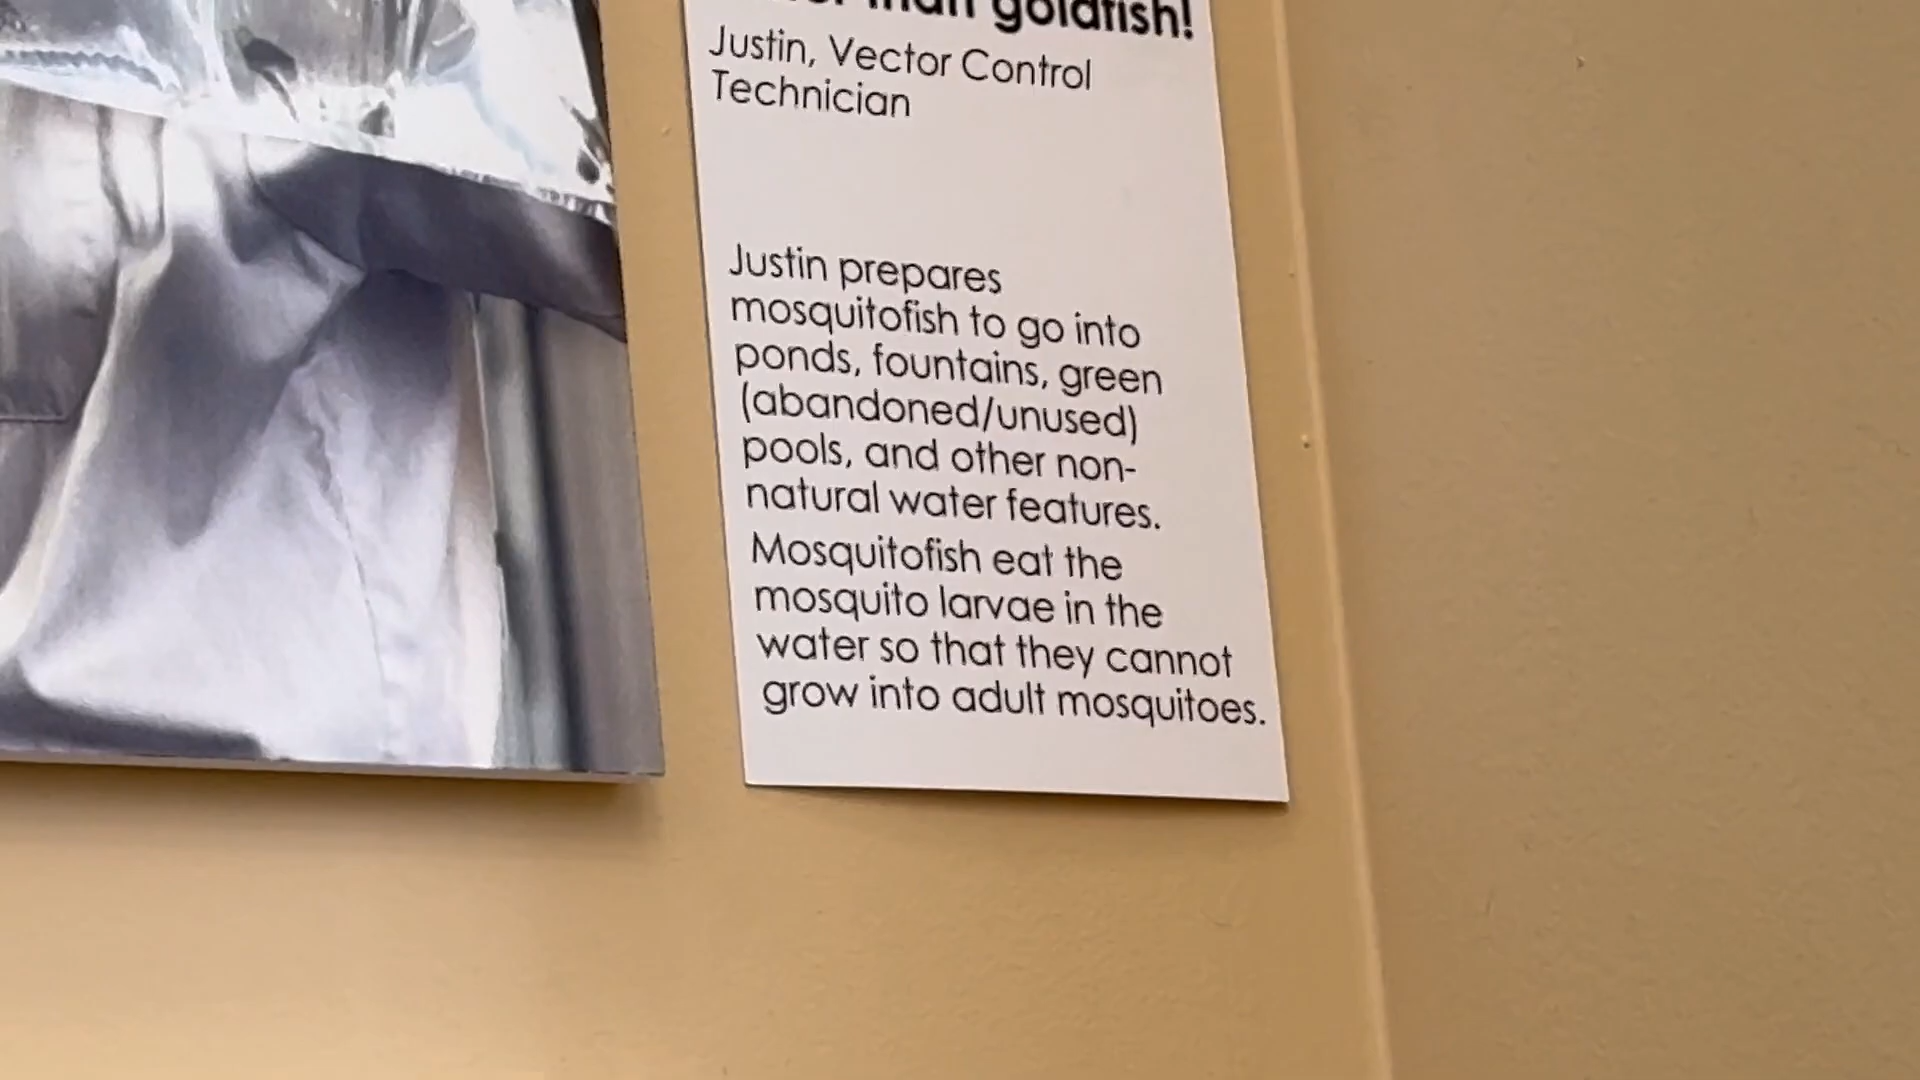 than goldfish!
Justin, Vector Control
Technician
Justin prepares
mosquitofish to go into
ponds, fountains, green
(abandoned/unused)
pools, and other non-
natural water features.
Mosquitofish eat the
mosquito larvae in the
water so that they cannot
grow into adult mosquitoes.